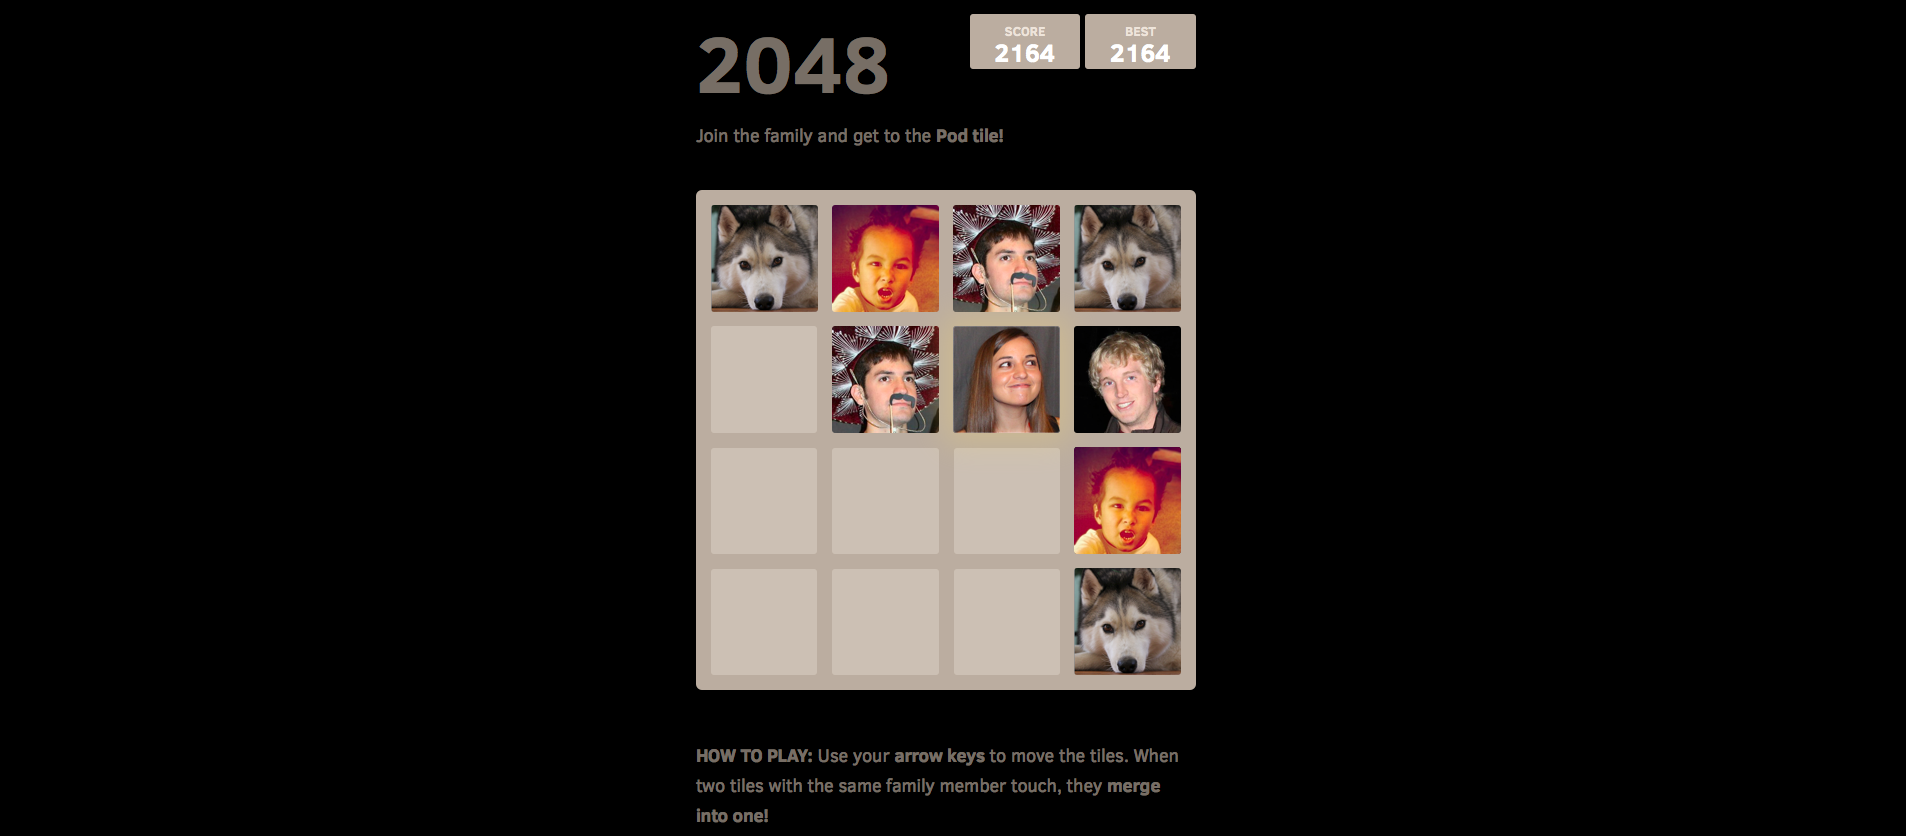 2048
SCORE
2164
BEST
2164
Join the family and get to the Pod tile!
HOW TO PLAY: Use your arrow keys to move the tiles. When
two tiles with the same family member touch, they merge
into one!